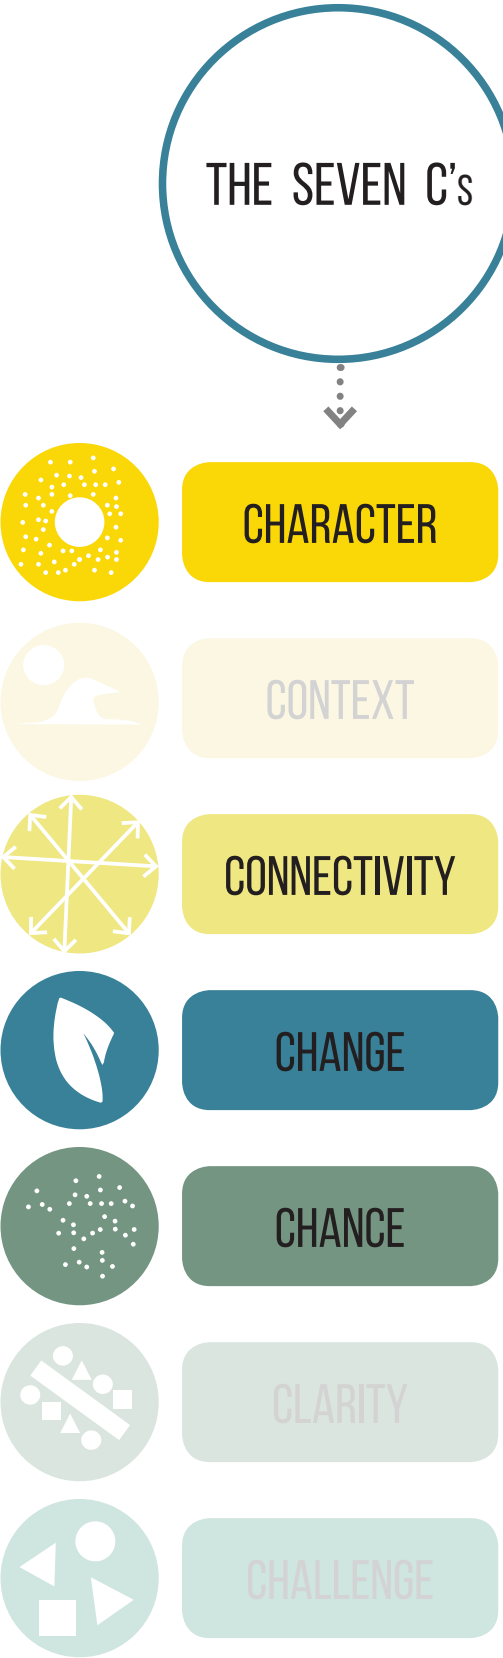 THE SEVEN C's
CHARACTER
CONTEXT
CONNECTIVITY
CHANGE
CHANCE
CLARITY
CHALLENGE